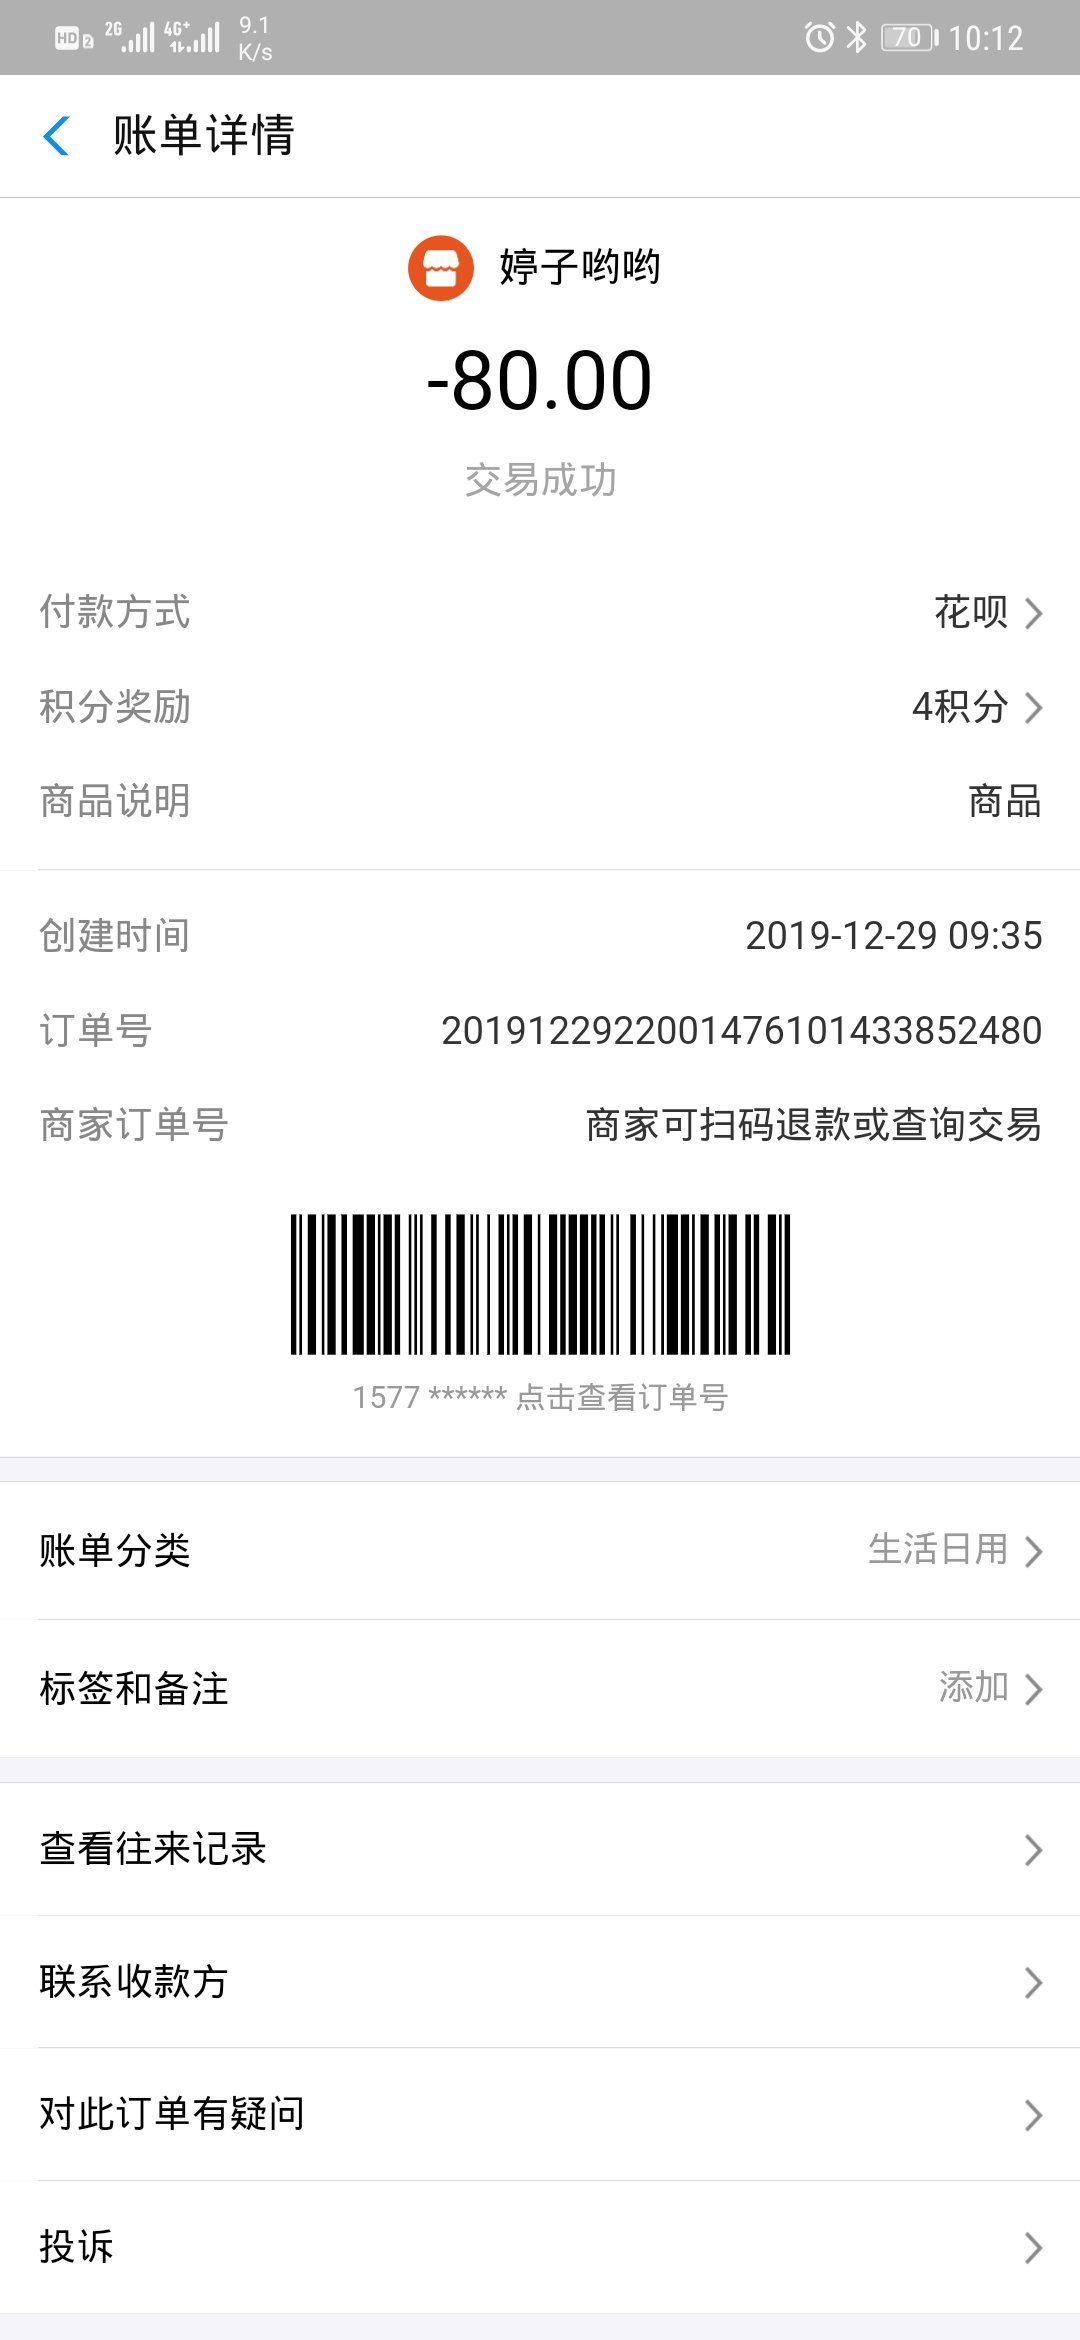 HD 2 2G 4G+ 9.1 K/s 70 10:12
账单详情
婷子哟哟
-80.00
交易成功
付款方式 花呗
积分奖励 4积分
商品说明 商品
创建时间 2019-12-29 09:35
订单号 2019122922001476101433852480
商家订单号 商家可扫码退款或查询交易
1577 ****** 点击查看订单号
账单分类 生活日用
标签和备注 添加
查看往来记录
联系收款方
对此订单有疑问
投诉